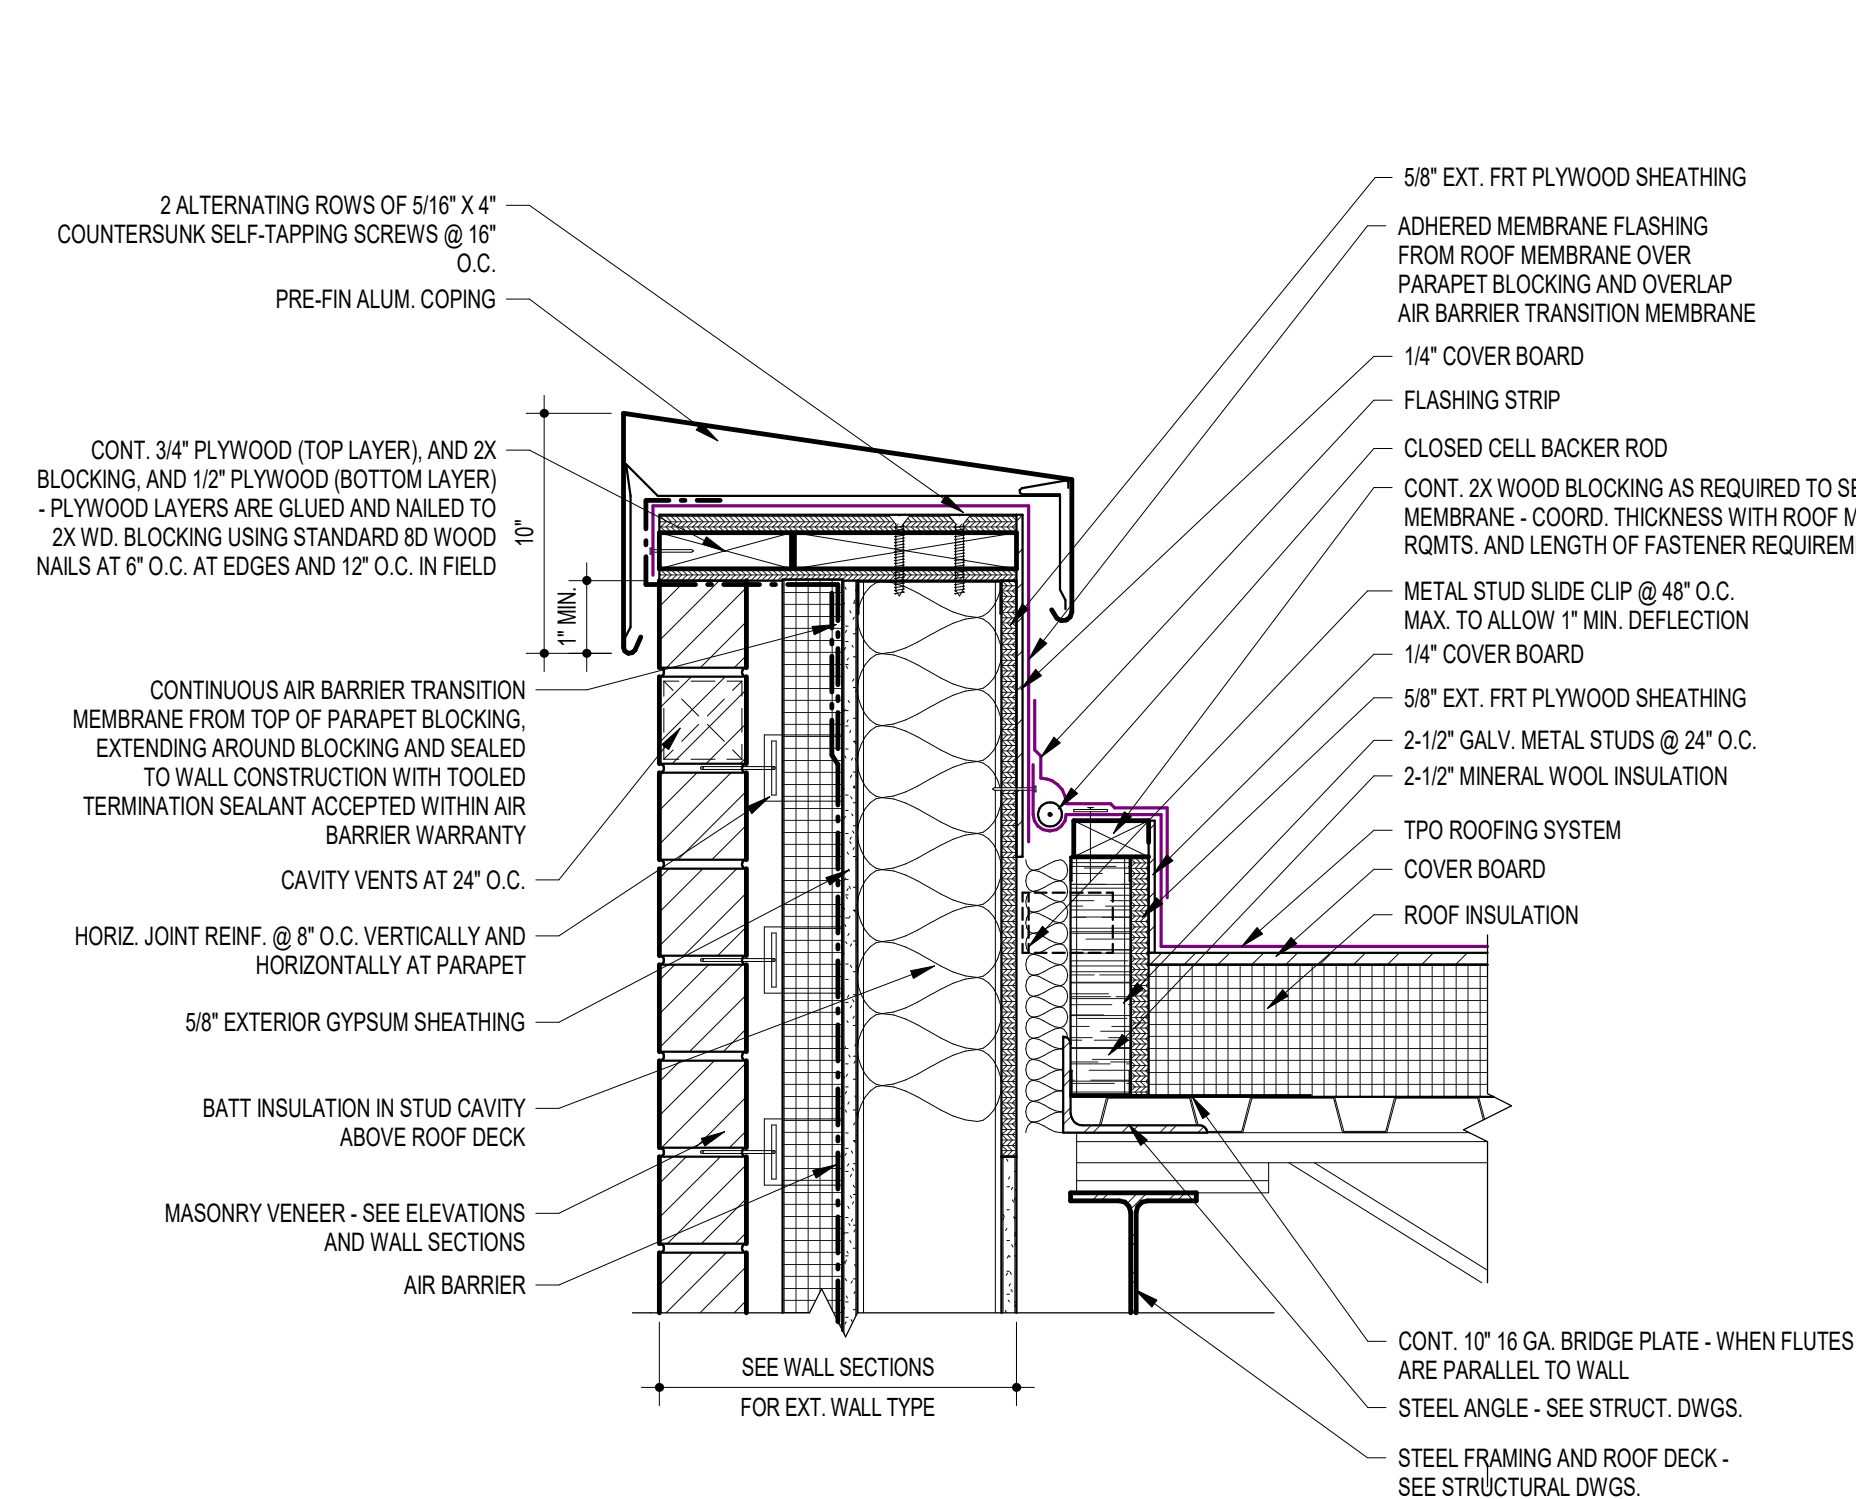 2 ALTERNATING ROWS OF 5/16" X 4"
COUNTERSUNK SELF-TAPPING SCREWS @ 16"
O.C.
PRE-FIN ALUM. COPING
CONT. 3/4" PLYWOOD (TOP LAYER), AND 2X
BLOCKING, AND 1/2" PLYWOOD (BOTTOM LAYER)
- PLYWOOD LAYERS ARE GLUED AND NAILED TO
2X WD. BLOCKING USING STANDARD 8D WOOD
NAILS AT 6" O.C. AT EDGES AND 12" O.C. IN FIELD
10"
1" MIN.
CONTINUOUS AIR BARRIER TRANSITION
MEMBRANE FROM TOP OF PARAPET BLOCKING,
EXTENDING AROUND BLOCKING AND SEALED
TO WALL CONSTRUCTION WITH TOOLED
TERMINATION SEALANT ACCEPTED WITHIN AIR
BARRIER WARRANTY
CAVITY VENTS AT 24" O.C.
HORIZ. JOINT REINF. @ 8" O.C. VERTICALLY AND
HORIZONTALLY AT PARAPET
5/8" EXTERIOR GYPSUM SHEATHING
BATT INSULATION IN STUD CAVITY
ABOVE ROOF DECK
MASONRY VENEER - SEE ELEVATIONS
AND WALL SECTIONS
AIR BARRIER
SEE WALL SECTIONS
FOR EXT. WALL TYPE
5/8" EXT. FRT PLYWOOD SHEATHING
ADHERED MEMBRANE FLASHING
FROM ROOF MEMBRANE OVER
PARAPET BLOCKING AND OVERLAP
AIR BARRIER TRANSITION MEMBRANE
1/4" COVER BOARD
FLASHING STRIP
CLOSED CELL BACKER ROD
CONT. 2X WOOD BLOCKING AS REQUIRED TO
MEMBRANE - COORD. THICKNESS WITH ROOF
RQMTS. AND LENGTH OF FASTENER
METAL STUD SLIDE CLIP @ 48" O.C.
MAX. TO ALLOW 1" MIN. DEFLECTION
1/4" COVER BOARD
5/8" EXT. FRT PLYWOOD SHEATHING
2-1/2" GALV. METAL STUDS @ 24" O.C.
2-1/2" MINERAL WOOL INSULATION
TPO ROOFING SYSTEM
COVER BOARD
ROOF INSULATION
CONT. 10" 16 GA. BRIDGE PLATE - WHEN FLUTES
ARE PARALLEL TO WALL
STEEL ANGLE - SEE STRUCT. DWGS.
STEEL FRAMING AND ROOF DECK -
SEE STRUCTURAL DWGS.